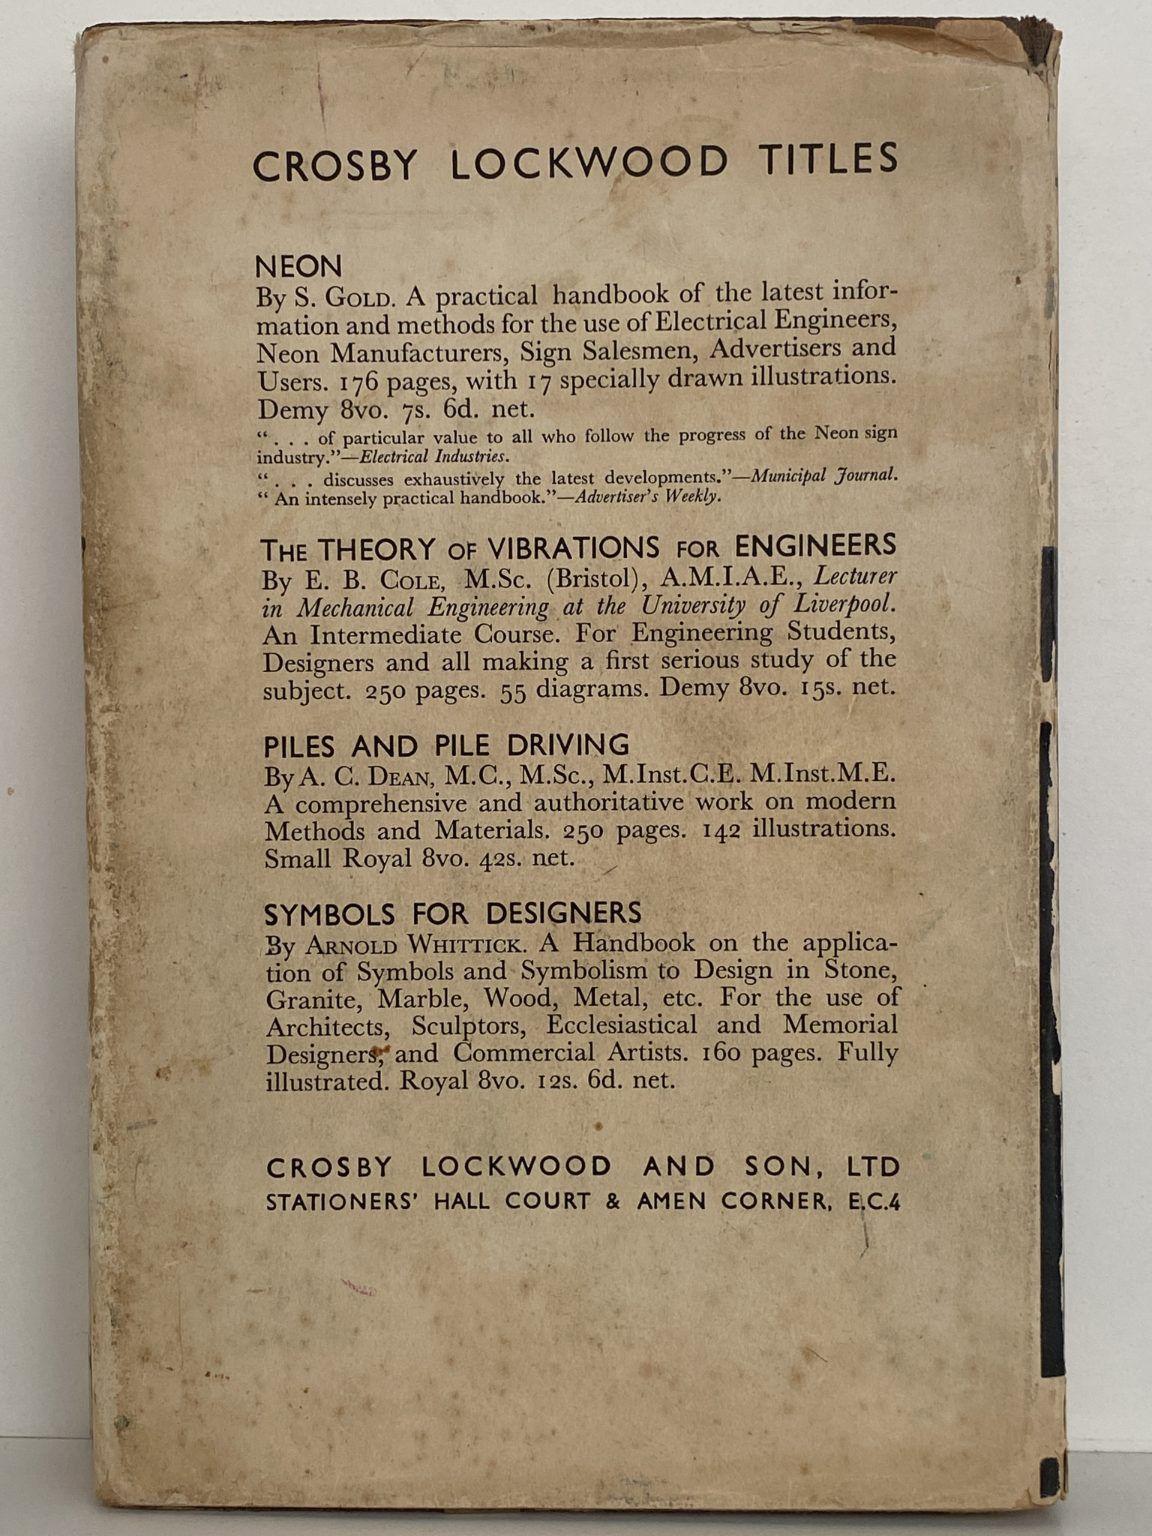 CROSBY LOCKWOOD TITLES
NEON
By S. GOLD. A practical handbook of the latest infor-
mation and methods for the use of Electrical Engineers,
Neon Manufacturers, Sign Salesmen, Advertisers and
Users. 176 pages, with 17 specially drawn illustrations.
Demy 8vo. 7s. 6d. net.
“ . . . of particular value to all who follow the progress of the Neon sign
industry.”—Electrical Industries.
“ . . . discusses exhaustively the latest developments.”—Municipal Journal.
“ An intensely practical handbook.”—Advertiser's Weekly.
THE THEORY OF VIBRATIONS FOR ENGINEERS
By E. B. COLE, M.Sc. (Bristol), A.M.I.A.E., Lecturer
in Mechanical Engineering at the University of Liverpool.
An Intermediate Course. For Engineering Students,
Designers and all making a first serious study of the
subject. 250 pages. 55 diagrams. Demy 8vo. 15s. net.
PILES AND PILE DRIVING
By A. C. DEAN, M.C., M.Sc., M.Inst.C.E. M.Inst.M.E.
A comprehensive and authoritative work on modern
Methods and Materials. 250 pages. 142 illustrations.
Small Royal 8vo. 42s. net.
SYMBOLS FOR DESIGNERS
By ARNOLD WHITTICK. A Handbook on the applica-
tion of Symbols and Symbolism to Design in Stone,
Granite, Marble, Wood, Metal, etc. For the use of
Architects, Sculptors, Ecclesiastical and Memorial
Designers, and Commercial Artists. 160 pages. Fully
illustrated. Royal 8vo. 12s. 6d. net.
CROSBY LOCKWOOD AND SON, LTD
STATIONERS' HALL COURT & AMEN CORNER, E.C.4